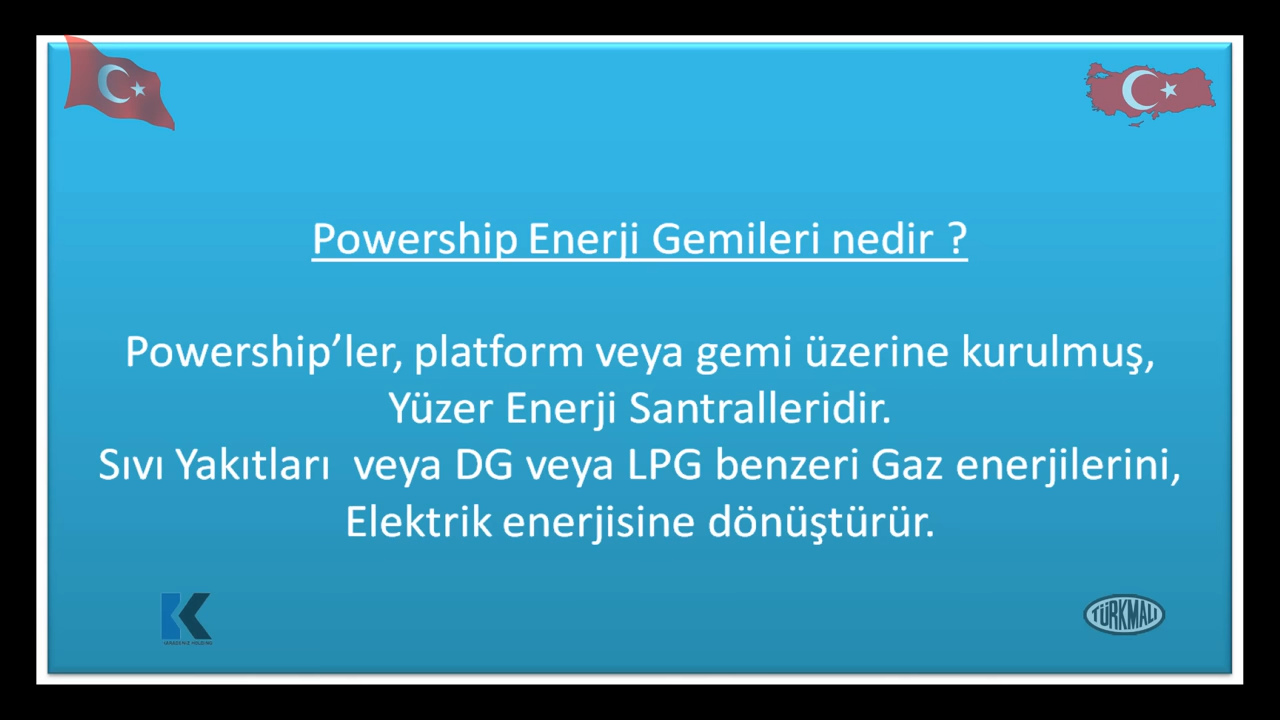 Powership Enerji Gemileri nedir ?
Powership’ler, platform veya gemi üzerine kurulmuş,
Yüzer Enerji Santralleridir.
Sıvı Yakıtları  veya DG veya LPG benzeri Gaz enerjilerini,
Elektrik enerjisine dönüştürür.
TÜRKMALI